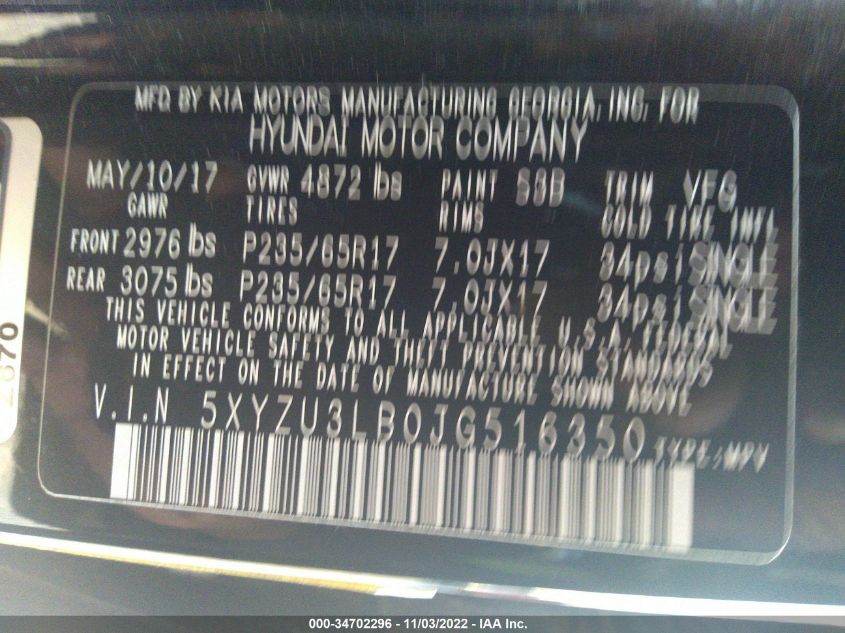 MFD BY KIA MOTORS MANUFACTURING GEORGIA, INC. FOR
HYUNDAI MOTOR COMPANY
MAY/10/17 GVWR 4872 lbs PAINT S3B TRIM VFG
GAWR TIRES RIMS COLD TIRE INFL
FRONT 2976 lbs P235/65R17 7.0JX17 34psi SINGLE
REAR 3075 lbs P235/65R17 7.0JX17 34psi SINGLE
THIS VEHICLE CONFORMS TO ALL APPLICABLE U.S.A. FEDERAL
MOTOR VEHICLE SAFETY AND THEFT PREVENTION STANDARDS
IN EFFECT ON THE DATE OF MANUFACTURE SHOWN ABOVE
V.I.N 5XYZU3LB0JG516350 TYPE:MPV
000-34702296 - 11/03/2022 - IAA Inc.